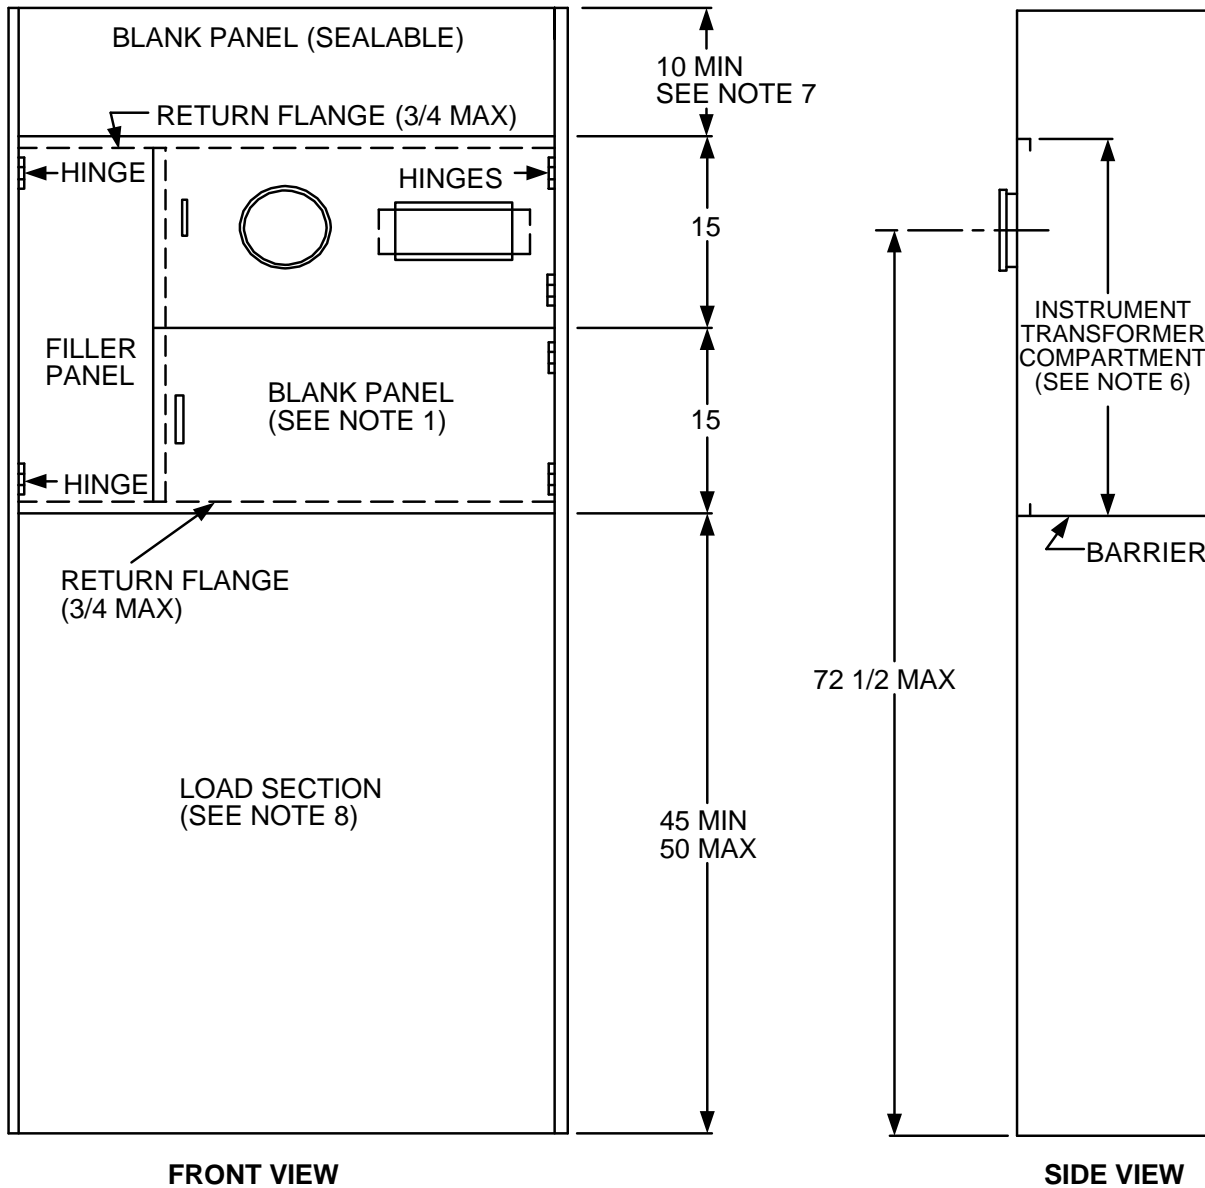 BLANK PANEL (SEALABLE)
10 MIN
SEE NOTE 7
RETURN FLANGE (3/4 MAX)
HINGE
HINGES
15
FILLER
PANEL
BLANK PANEL
(SEE NOTE 1)
15
HINGE
RETURN FLANGE
(3/4 MAX)
LOAD SECTION
(SEE NOTE 8)
45 MIN
50 MAX
FRONT VIEW
72 1/2 MAX
INSTRUMENT
TRANSFORMER
COMPARTMENT
(SEE NOTE 6)
BARRIER
SIDE VIEW